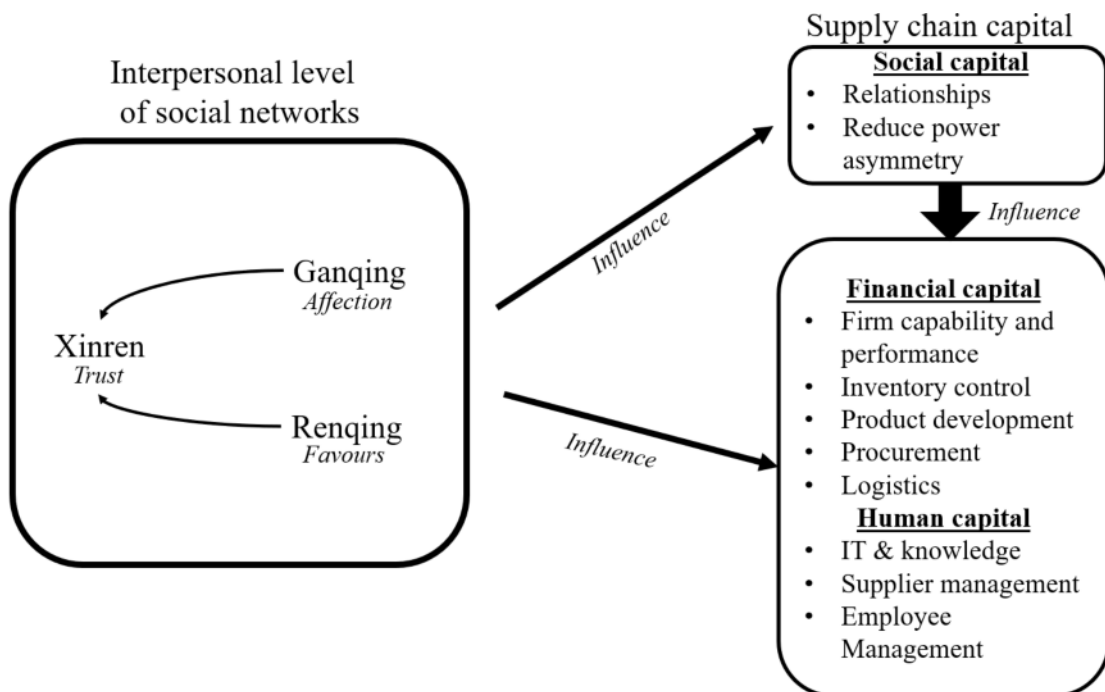 Interpersonal level
of social networks
Ganqing
Affection
Xinren
Trust
Renqing
Favours
Influence
Influence
Supply chain capital
Social capital
• Relationships
• Reduce power
asymmetry
Influence
Financial capital
• Firm capability and
performance
• Inventory control
• Product development
• Procurement
• Logistics
Human capital
• IT & knowledge
• Supplier management
• Employee
Management